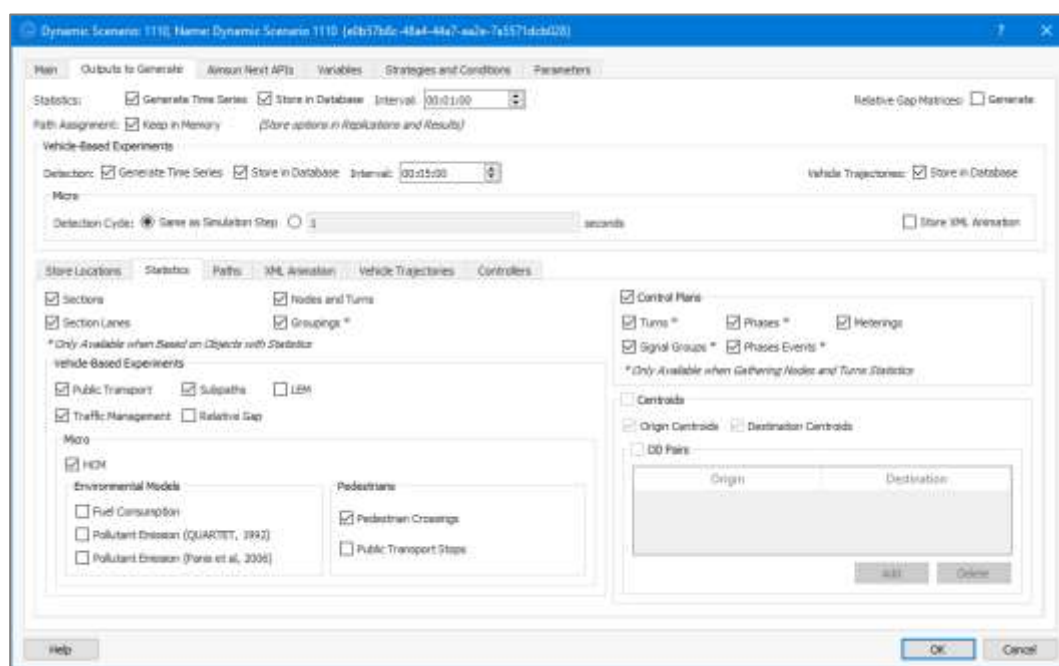 Dynamic Scenario: 1110, Name: Dynamic Scenario 1110
? ×
Main Outputs to Generate Aimsun Next APIs Variables Strategies and Conditions Parameters
Statistics: Generate Time Series Store in Database Interval: 00:01:00 Relative Gap Matrices: Generate
Path Assignment: Keep in Memory (Store options in Replications and Results)
Vehicle-Based Experiments
Detection: Generate Time Series Store in Database Interval: 00:05:00 Vehicle Trajectories: Store in Database
Micro
Detection Cycle: Same as Simulation Step seconds Store XML Animation
Store Locations Statistics Paths XML Animation Vehicle Trajectories Controllers
Sections Nodes and Turns
Section Lanes Groupings *
* Only Available when Based on Objects with Statistics
Vehicle-Based Experiments
Public Transport Subpaths LEM
Traffic Management Relative Gap
Micro
HCM
Environmental Models
Fuel Consumption
Pollutant Emission (QUARTET, 1992)
Pollutant Emission (Panis et al, 2006)
Pedestrians
Pedestrian Crossings
Public Transport Stops
Control Plans
Turns * Phases * Meterings
Signal Groups * Phases Events *
* Only Available when Gathering Nodes and Turns Statistics
Centroids
Origin Centroids Destination Centroids
OD Pairs
Origin Destination
Add Delete
Help OK Cancel